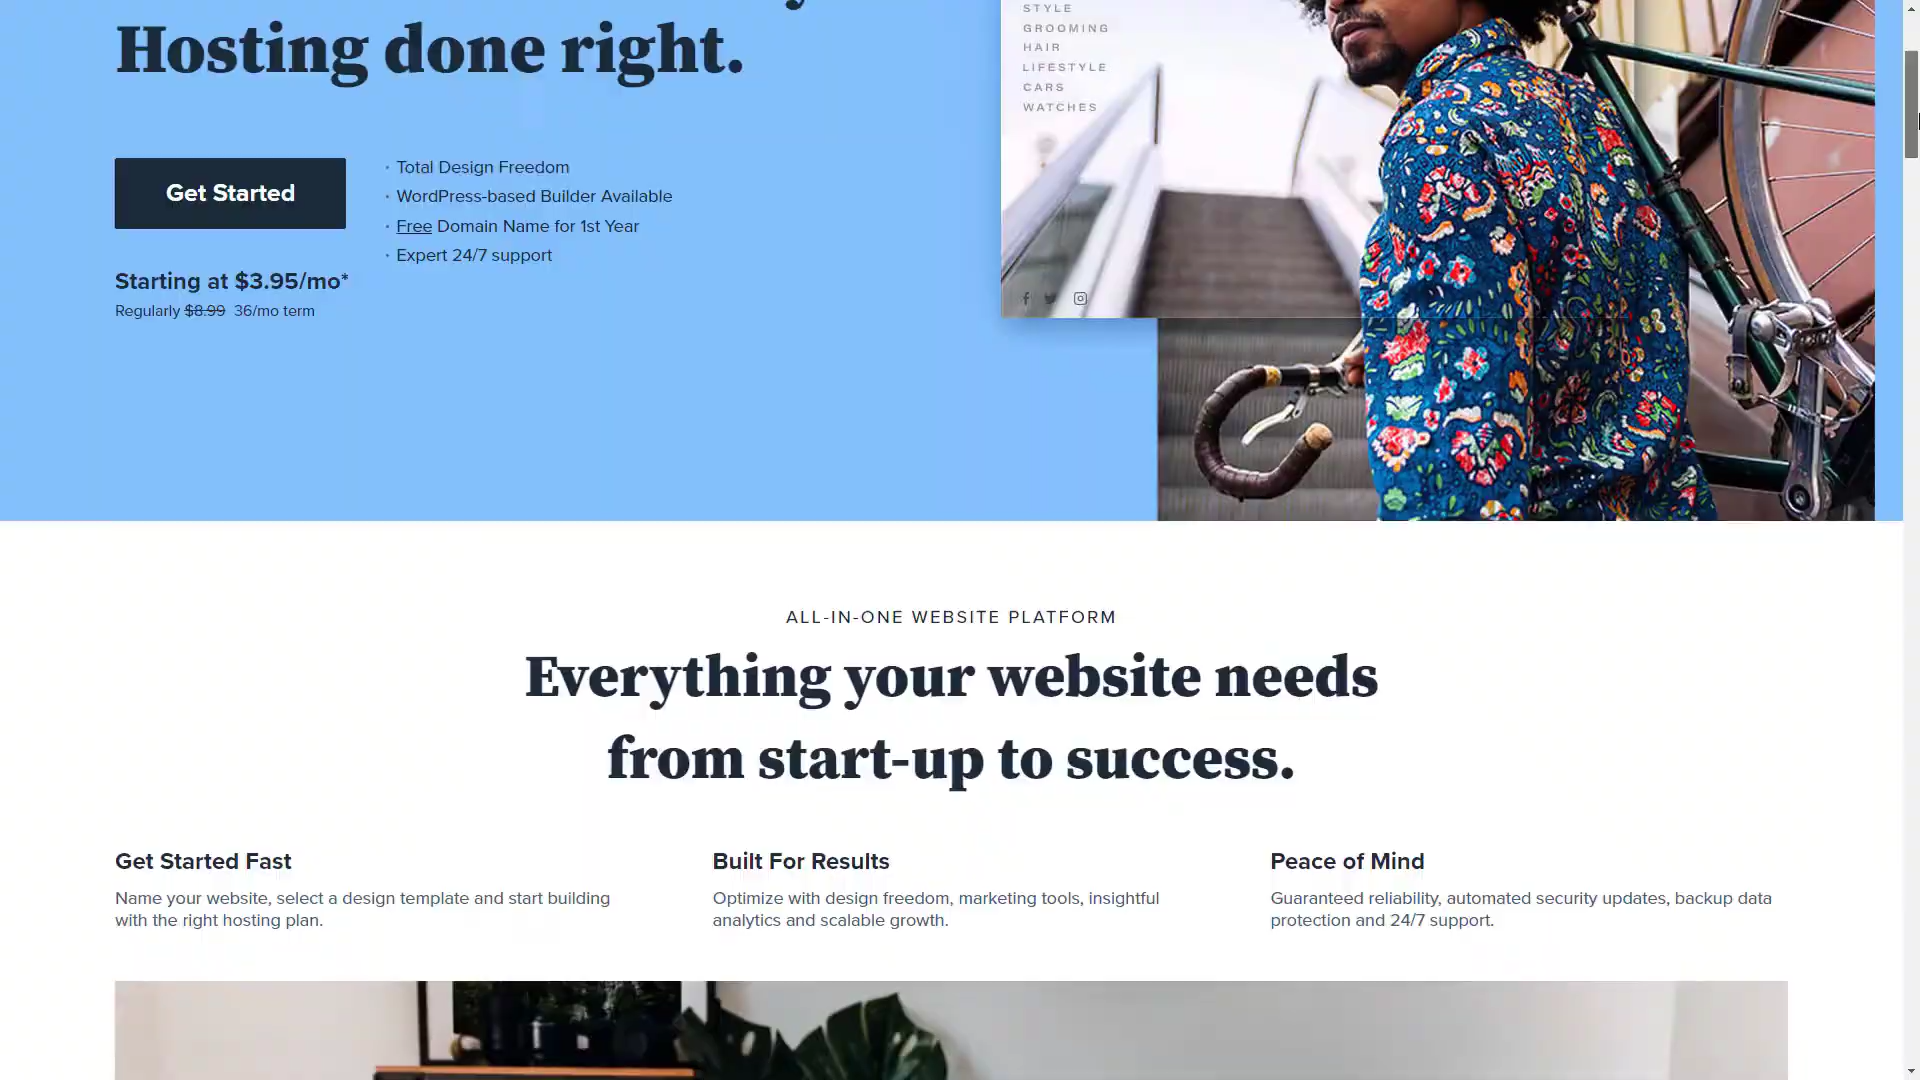 Hosting done right.
Get Started
Starting at $3.95/mo*
Regularly $8.99 36/mo term
· Total Design Freedom
· WordPress-based Builder Available
· Free Domain Name for 1st Year
· Expert 24/7 support
STYLE
GROOMING
HAIR
LIFESTYLE
CARS
WATCHES
ALL-IN-ONE WEBSITE PLATFORM
Everything your website needs
from start-up to success.
Get Started Fast
Name your website, select a design template and start building
with the right hosting plan.
Built For Results
Optimize with design freedom, marketing tools, insightful
analytics and scalable growth.
Peace of Mind
Guaranteed reliability, automated security updates, backup data
protection and 24/7 support.